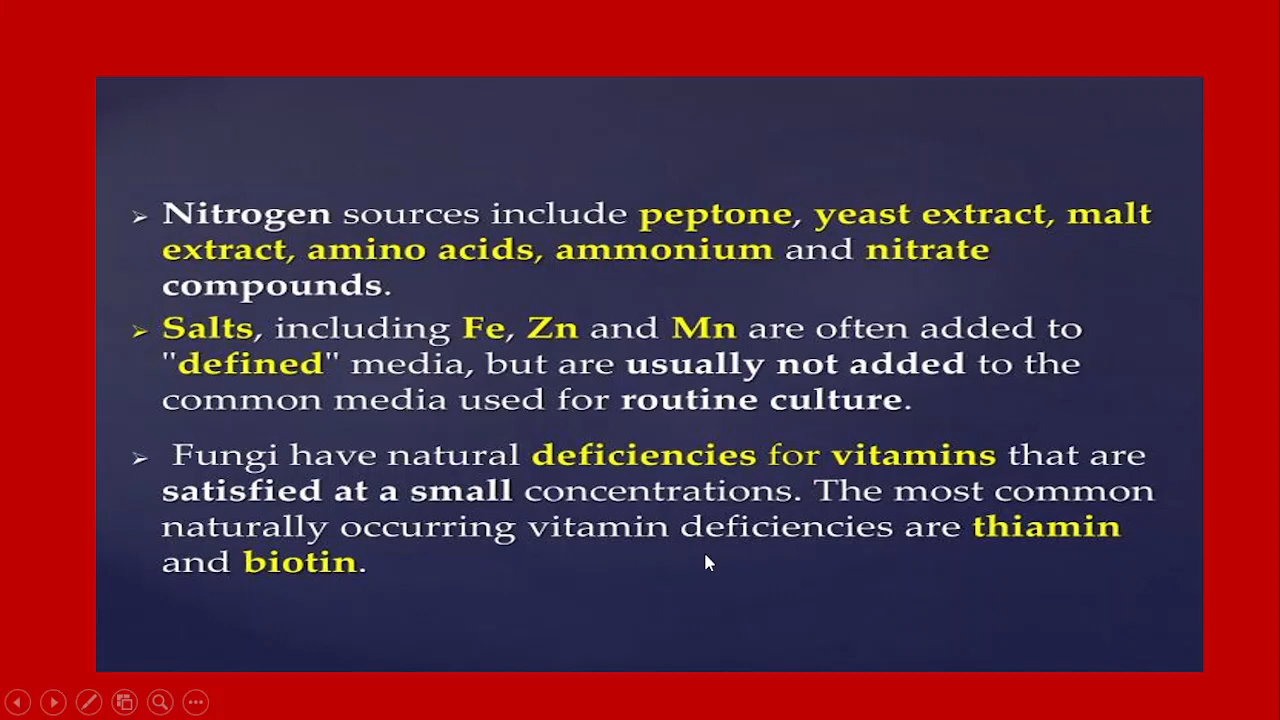 ➢ Nitrogen sources include peptone, yeast extract, malt
extract, amino acids, ammonium and nitrate
compounds.
➢ Salts, including Fe, Zn and Mn are often added to
"defined" media, but are usually not added to the
common media used for routine culture.
➢ Fungi have natural deficiencies for vitamins that are
satisfied at a small concentrations. The most common
naturally occurring vitamin deficiencies are thiamin
and biotin.